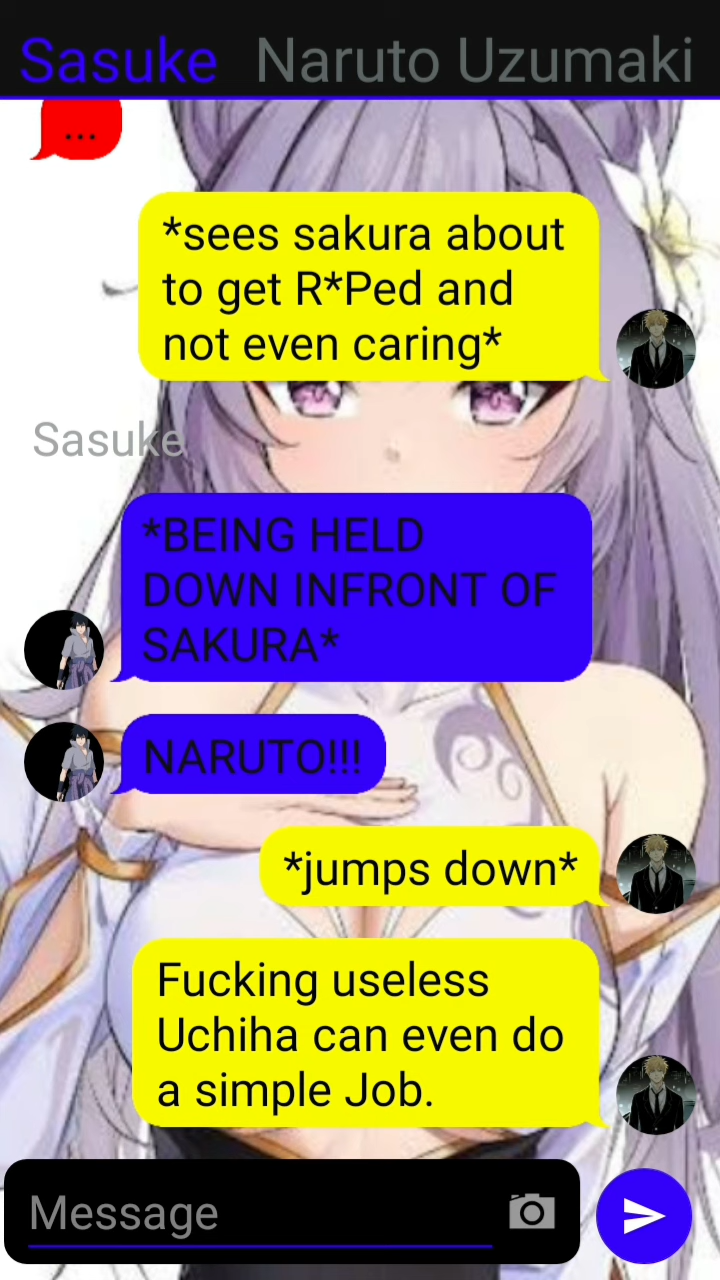 Sasuke Naruto Uzumaki
...
*sees sakura about
to get R*Ped and
not even caring*
Sasuke
*BEING HELD
DOWN INFRONT OF
SAKURA*
NARUTO!!!
*jumps down*
Fucking useless
Uchiha can even do
a simple Job.
Message